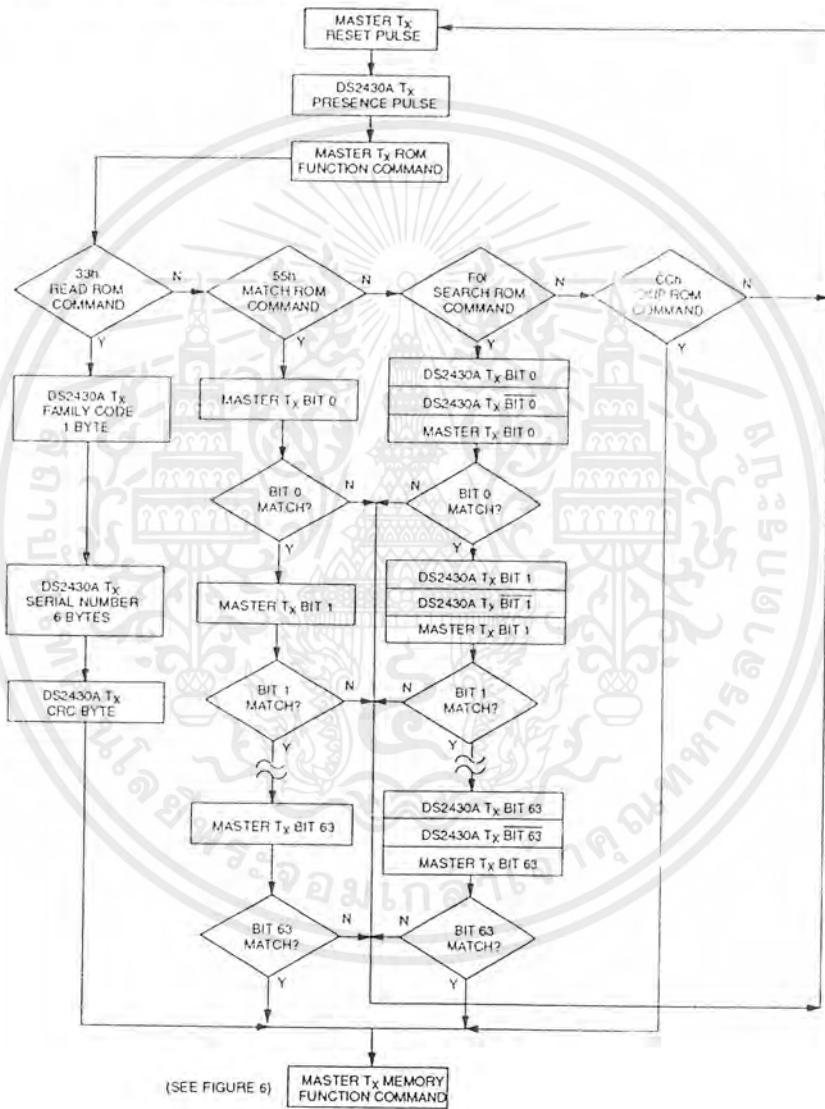 MASTER TX
RESET PULSE
DS2430A TX
PRESENCE PULSE
MASTER TX ROM
FUNCTION COMMAND
33h
READ ROM
COMMAND
N
Y
55h
MATCH ROM
COMMAND
N
Y
SEARCH ROM
COMMAND
N
Y
ROM
COMMAND
N
Y
DS2430A TX
FAMILY CODE
1 BYTE
DS2430A TX
SERIAL NUMBER
6 BYTES
DS2430A TX
CRC BYTE
MASTER TX BIT 0
BIT 0
MATCH?
N
Y
MASTER TX BIT 1
BIT 1
MATCH?
N
Y
MASTER TX BIT 63
BIT 63
MATCH?
N
Y
DS2430A TX BIT 0
DS2430A TX BIT 0
MASTER TX BIT 0
N
BIT 0
MATCH?
Y
DS2430A TX BIT 1
DS2430A TX BIT 1
MASTER TX BIT 1
N
BIT 1
MATCH?
Y
DS2430A TX BIT 63
DS2430A TX BIT 63
MASTER TX BIT 63
N
BIT 63
MATCH?
Y
(SEE FIGURE 6)
MASTER TX MEMORY
FUNCTION COMMAND